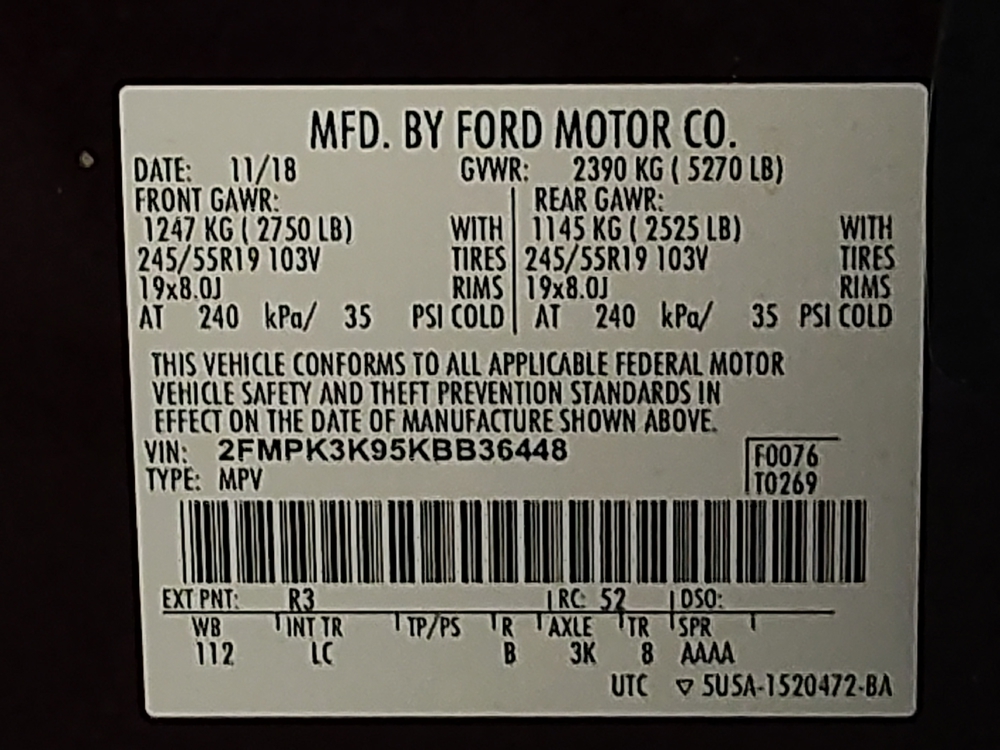 MFD. BY FORD MOTOR CO.
DATE: 11/18 GVWR: 2390 KG ( 5270 LB)
FRONT GAWR: REAR GAWR:
1247 KG ( 2750 LB) WITH 1145 KG ( 2525 LB) WITH
245/55R19 103V TIRES 245/55R19 103V TIRES
19x8.0J RIMS 19x8.0J RIMS
AT 240 kPa/ 35 PSI COLD AT 240 kPa/ 35 PSI COLD
THIS VEHICLE CONFORMS TO ALL APPLICABLE FEDERAL MOTOR
VEHICLE SAFETY AND THEFT PREVENTION STANDARDS IN
EFFECT ON THE DATE OF MANUFACTURE SHOWN ABOVE.
VIN: 2FMPK3K95KBB36448
F0076
TYPE: MPV
T0269
EXT PNT: R3 RC: 52 DSO:
WB INT TR TP/PS R AXLE TR SPR
112 LC B 3K 8 AAAA
UTC ▽ 5U5A-1520472-BA